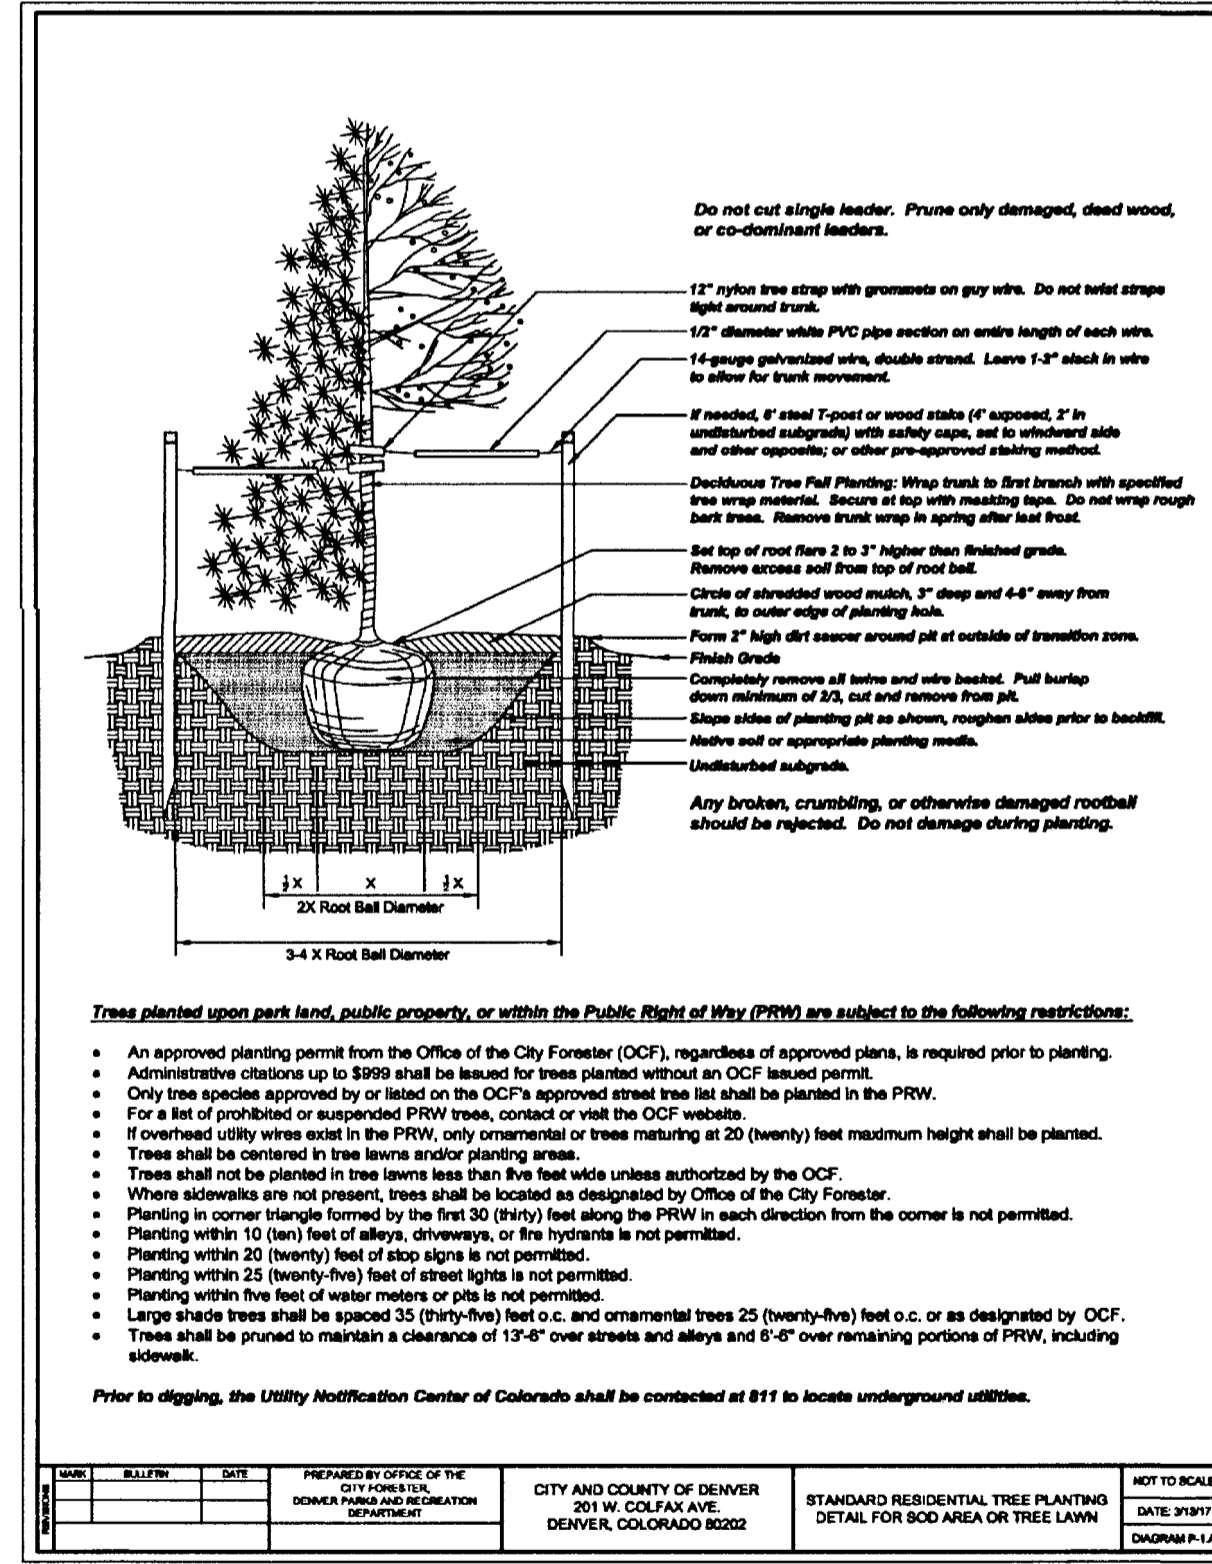 Do not cut single leader. Prune only damaged, dead wood,
or co-dominant leaders.
12" nylon tree strap with grommets on guy wire. Do not twist straps
tight around trunk.
1/2" diameter white PVC pipe section on entire length of each wire.
14-gauge galvanized wire, double strand. Leave 1-2" slack in wire
to allow for trunk movement.
If needed, 6' steel T-post or wood stake (4' exposed, 2' in
undisturbed subgrade) with safety caps, set to windward side
and other opposite; or other pre-approved staking method.
Deciduous Tree Fall Planting: Wrap trunk to first branch with specified
tree wrap material. Secure at top with masking tape. Do not wrap rough
bark trees. Remove trunk wrap in spring after last frost.
Set top of root flare 2 to 3" higher than finished grade.
Remove excess soil from top of root ball.
Circle of shredded wood mulch, 3" deep and 4-6" away from
trunk, to outer edge of planting hole.
Form 2" high dirt saucer around pit at outside of transition zone.
Finish Grade
Completely remove all twine and wire basket. Pull burlap
down minimum of 2/3, cut and remove from pit.
Slope sides of planting pit as shown, roughen sides prior to backfill.
Native soil or appropriate planting media.
Undisturbed subgrade.
Any broken, crumbling, or otherwise damaged rootball
should be rejected. Do not damage during planting.
½ X X ½ X
2X Root Ball Diameter
3-4 X Root Ball Diameter
Trees planted upon park land, public property, or within the Public Right of Way (PRW) are subject to the following restrictions:
• An approved planting permit from the Office of the City Forester (OCF), regardless of approved plans, is required prior to planting.
• Administrative citations up to $999 shall be issued for trees planted without an OCF issued permit.
• Only tree species approved by or listed on the OCF's approved street tree list shall be planted in the PRW.
• For a list of prohibited or suspended PRW trees, contact or visit the OCF website.
• If overhead utility wires exist in the PRW, only ornamental or trees maturing at 20 (twenty) feet maximum height shall be planted.
• Trees shall be centered in tree lawns and/or planting areas.
• Trees shall not be planted in tree lawns less than five feet wide unless authorized by the OCF.
• Where sidewalks are not present, trees shall be located as designated by Office of the City Forester.
• Planting in corner triangle formed by the first 30 (thirty) feet along the PRW in each direction from the corner is not permitted.
• Planting within 10 (ten) feet of alleys, driveways, or fire hydrants is not permitted.
• Planting within 20 (twenty) feet of stop signs is not permitted.
• Planting within 25 (twenty-five) feet of street lights is not permitted.
• Planting within five feet of water meters or pits is not permitted.
• Large shade trees shall be spaced 35 (thirty-five) feet o.c. and ornamental trees 25 (twenty-five) feet o.c. or as designated by OCF.
• Trees shall be pruned to maintain a clearance of 13'-6" over streets and alleys and 8'-6" over remaining portions of PRW, including
sidewalk.
Prior to digging, the Utility Notification Center of Colorado shall be contacted at 811 to locate underground utilities.
REVISIONS
MARK BULLETIN DATE
PREPARED BY OFFICE OF THE
CITY FORESTER,
DENVER PARKS AND RECREATION
DEPARTMENT
CITY AND COUNTY OF DENVER
201 W. COLFAX AVE.
DENVER, COLORADO 80202
STANDARD RESIDENTIAL TREE PLANTING
DETAIL FOR SOD AREA OR TREE LAWN
NOT TO SCALE
DATE: 3/13/17
DIAGRAM P-1.A